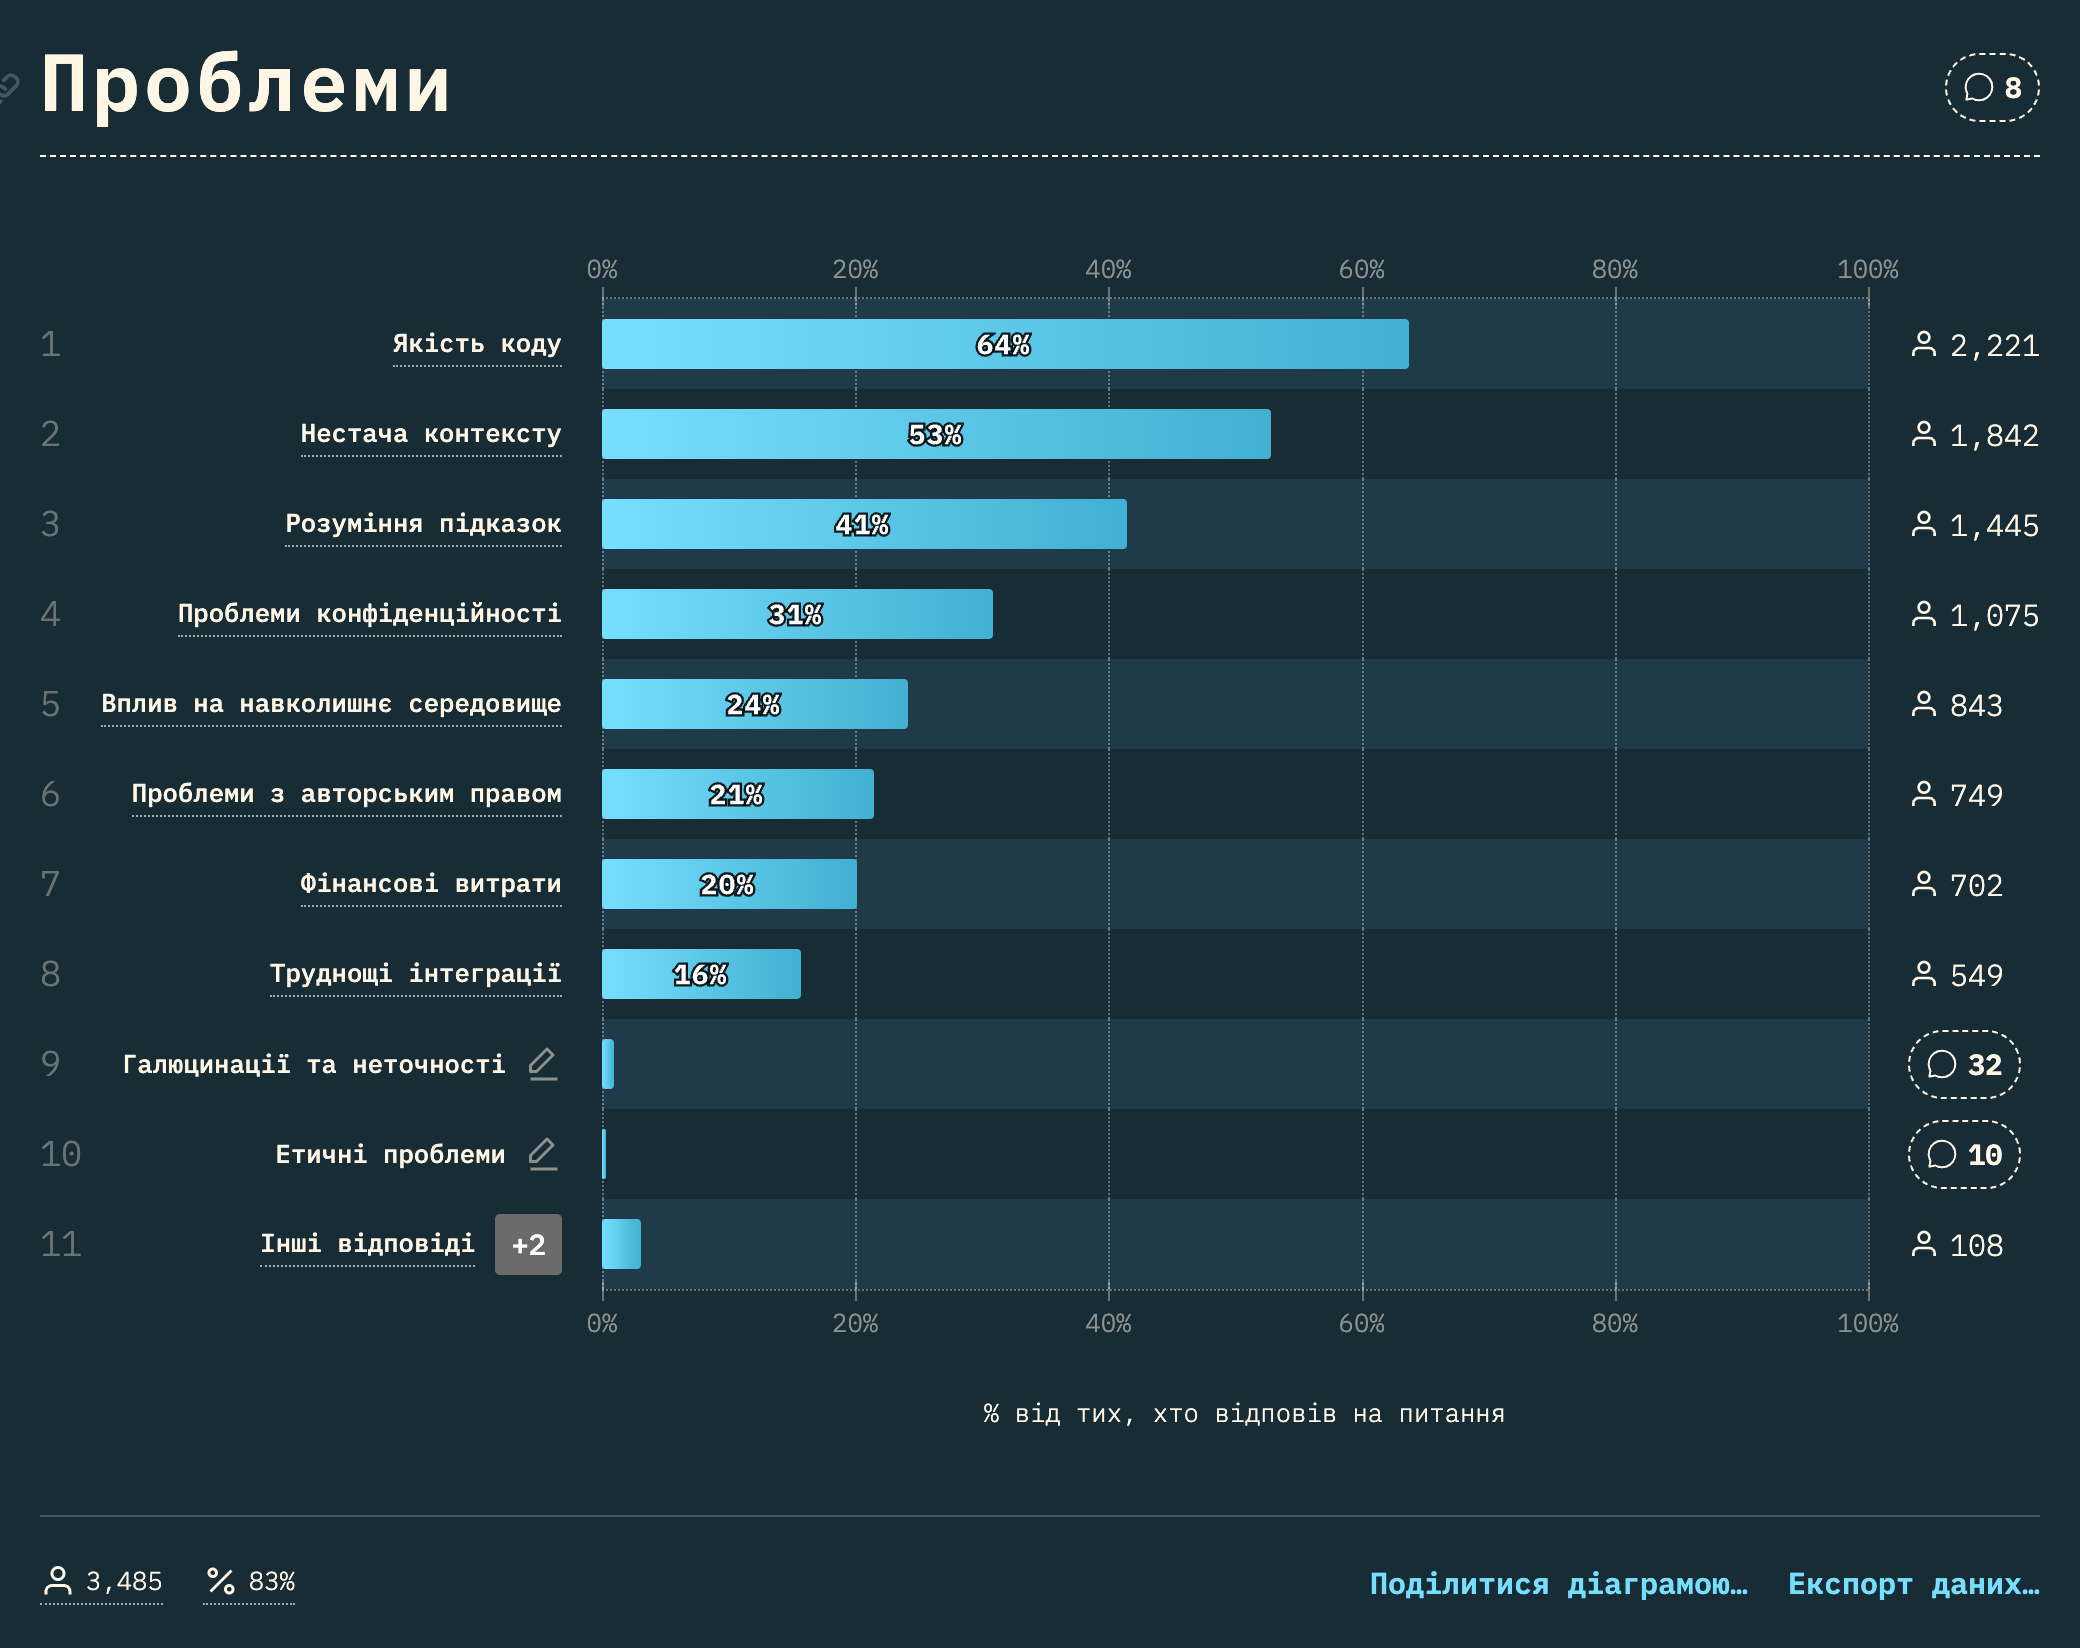 Проблеми
8
0% 20% 40% 60% 80% 100%
1 Якість коду 64% 2,221
2 Нестача контексту 53% 1,842
3 Розуміння підказок 41% 1,445
4 Проблеми конфіденційності 31% 1,075
5 Вплив на навколишнє середовище 24% 843
6 Проблеми з авторським правом 21% 749
7 Фінансові витрати 20% 702
8 Труднощі інтеграції 16% 549
9 Галюцинації та неточності 32
10 Етичні проблеми 10
11 Інші відповіді +2 108
0% 20% 40% 60% 80% 100%
% від тих, хто відповів на питання
3,485 83% Поділитися діаграмою… Експорт даних…